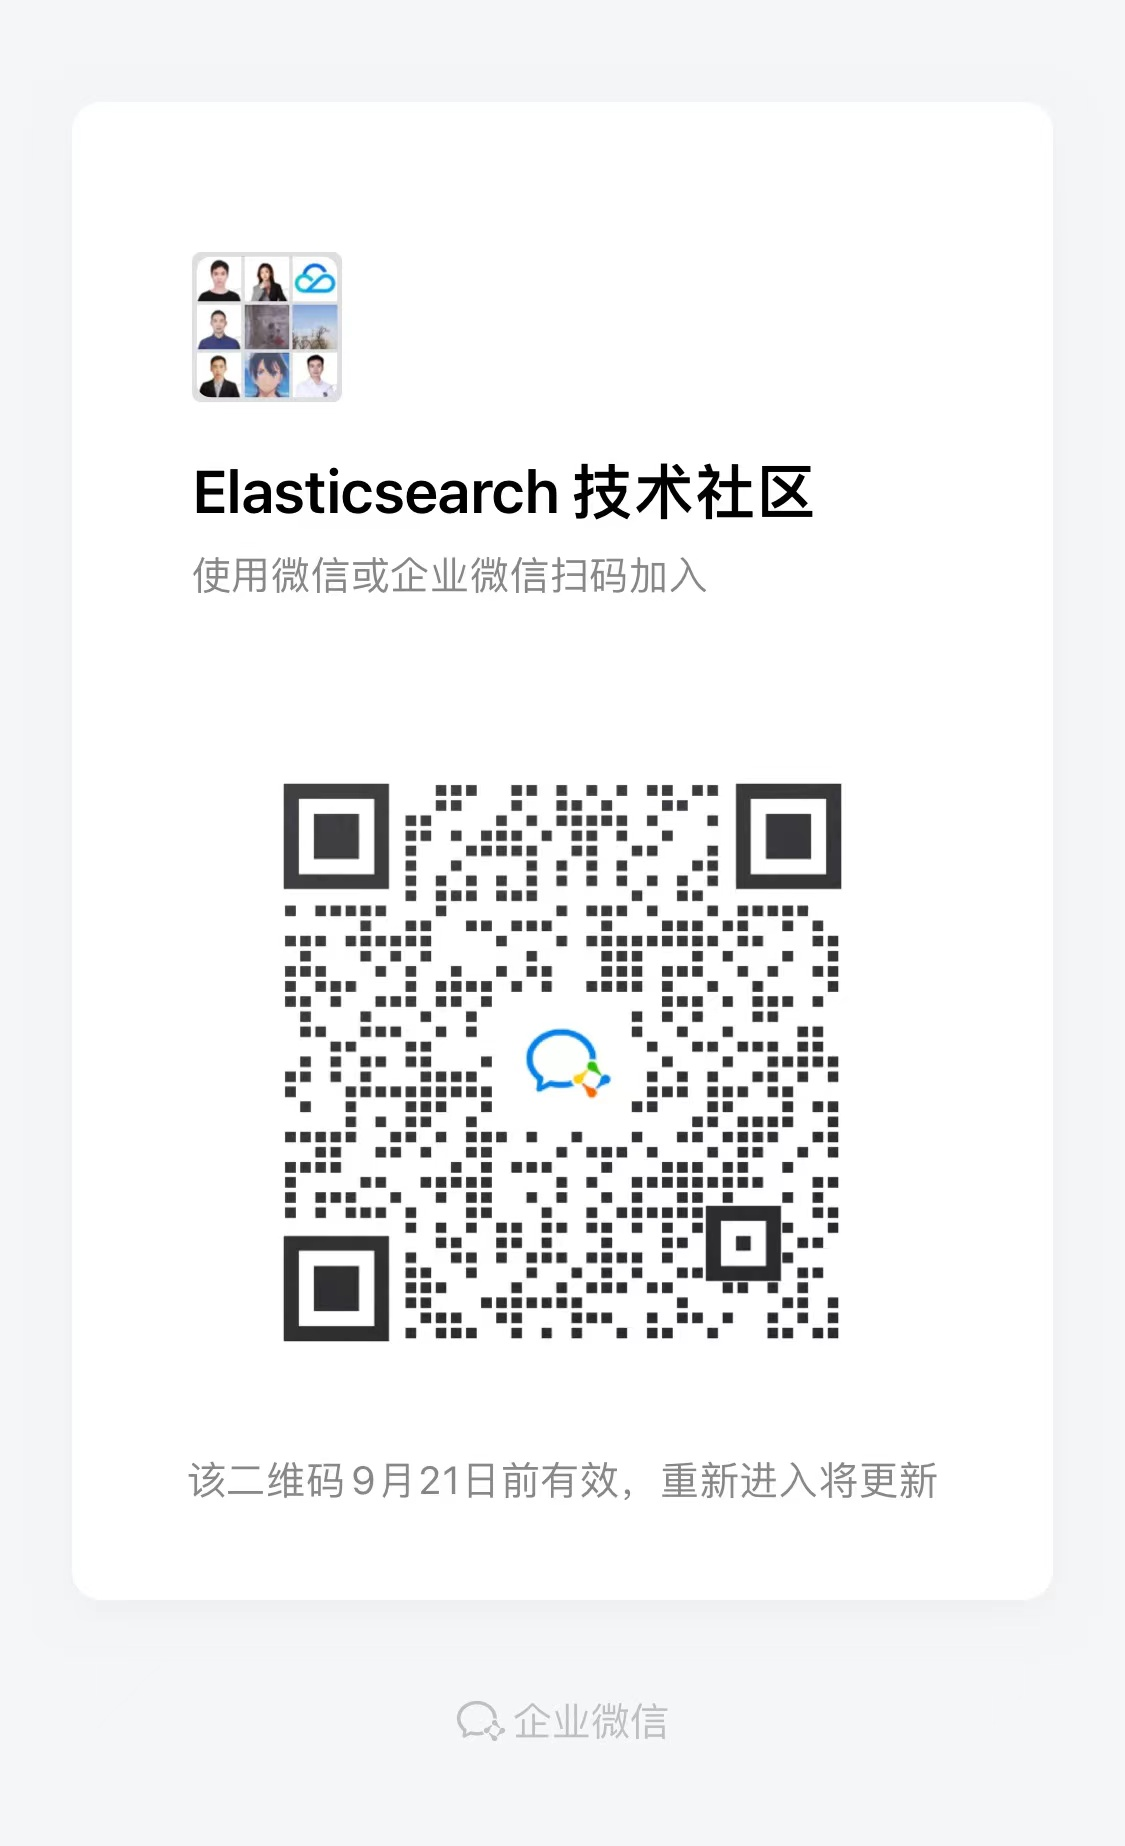 Elasticsearch 技术社区
使用微信或企业微信扫码加入
该二维码9月21日前有效，重新进入将更新
企业微信